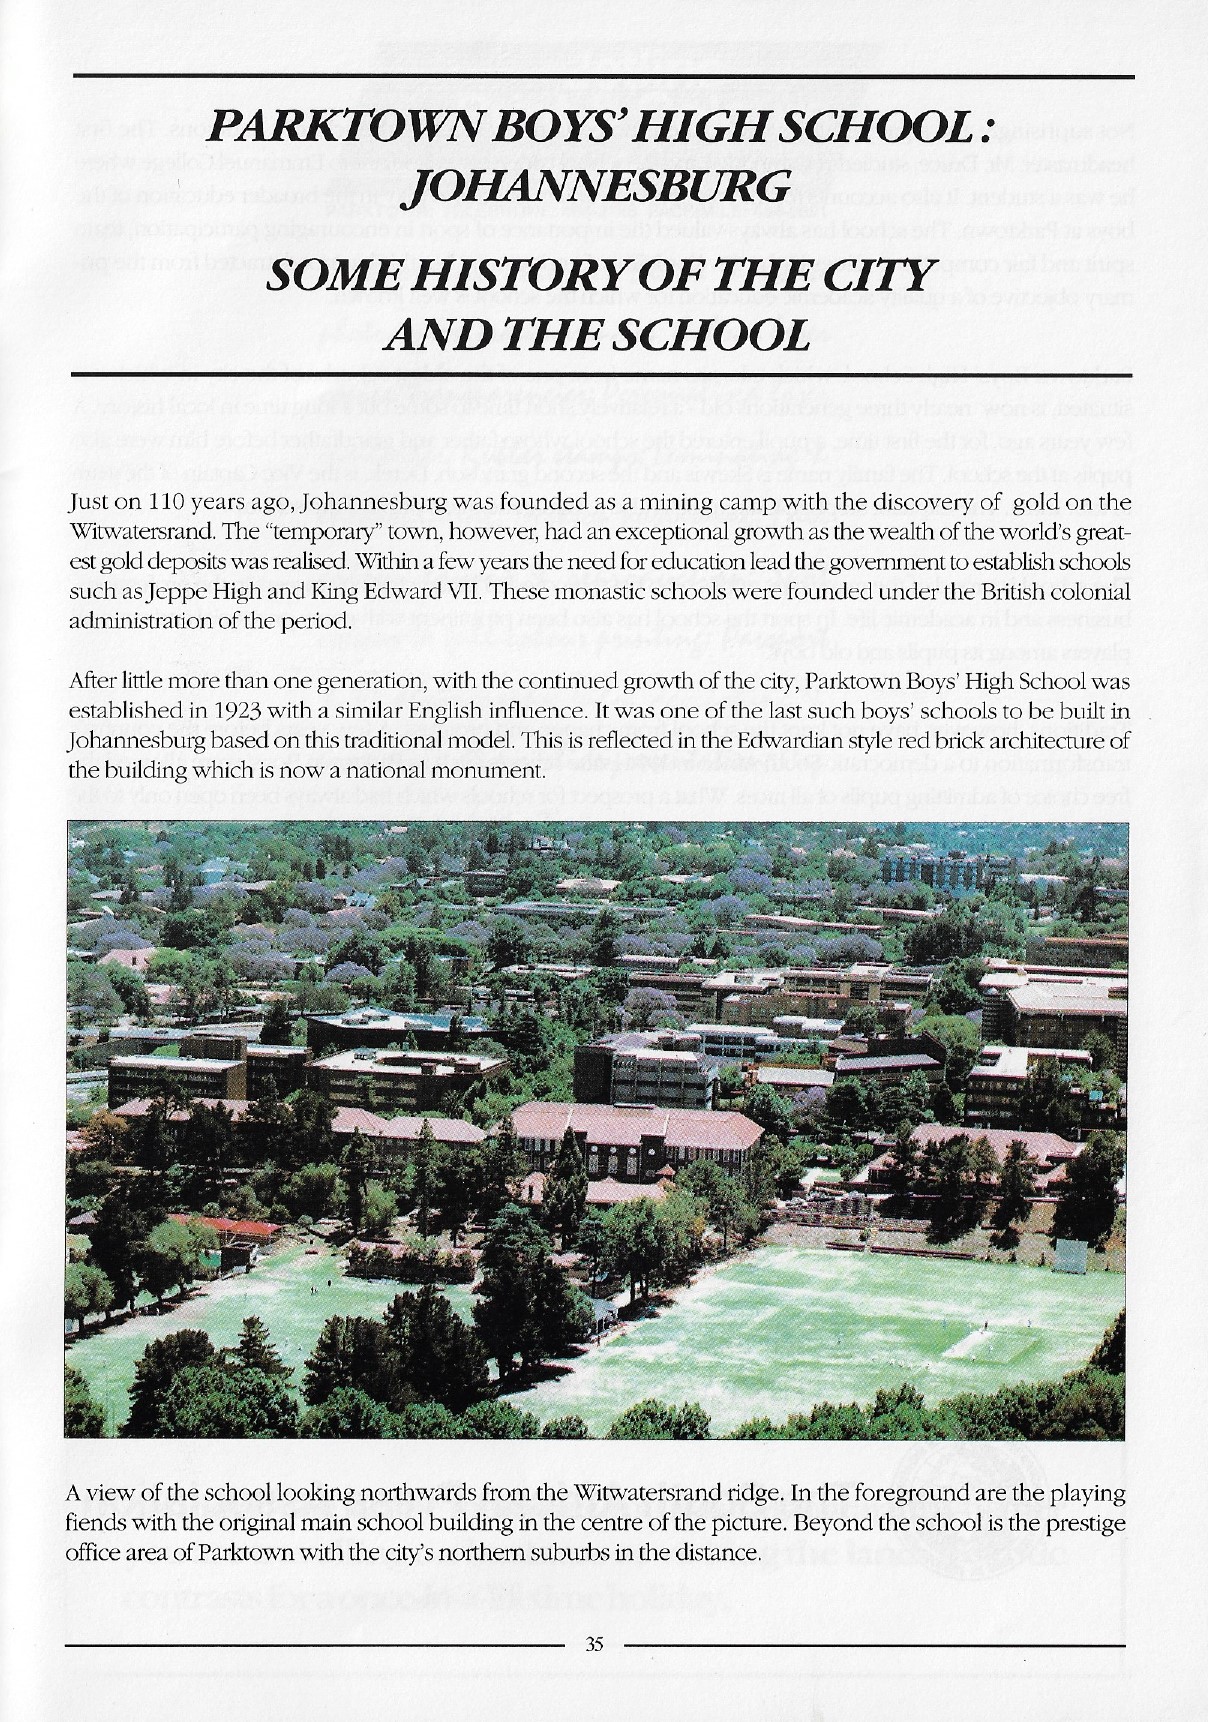 PARKTOWN BOYS' HIGH SCHOOL:
JOHANNESBURG
SOME HISTORY OF THE CITY
AND THE SCHOOL
Just on 110 years ago, Johannesburg was founded as a mining camp with the discovery of gold on the
Witwatersrand. The "temporary" town, however, had an exceptional growth as the wealth of the world's great-
est gold deposits was realised. Within a few years the need for education lead the government to establish schools
such as Jeppe High and King Edward VII. These monastic schools were founded under the British colonial
administration of the period.
After little more than one generation, with the continued growth of the city, Parktown Boys' High School was
established in 1923 with a similar English influence. It was one of the last such boys' schools to be built in
Johannesburg based on this traditional model. This is reflected in the Edwardian style red brick architecture of
the building which is now a national monument.
A view of the school looking northwards from the Witwatersrand ridge. In the foreground are the playing
fiends with the original main school building in the centre of the picture. Beyond the school is the prestige
office area of Parktown with the city's northern suburbs in the distance.
35